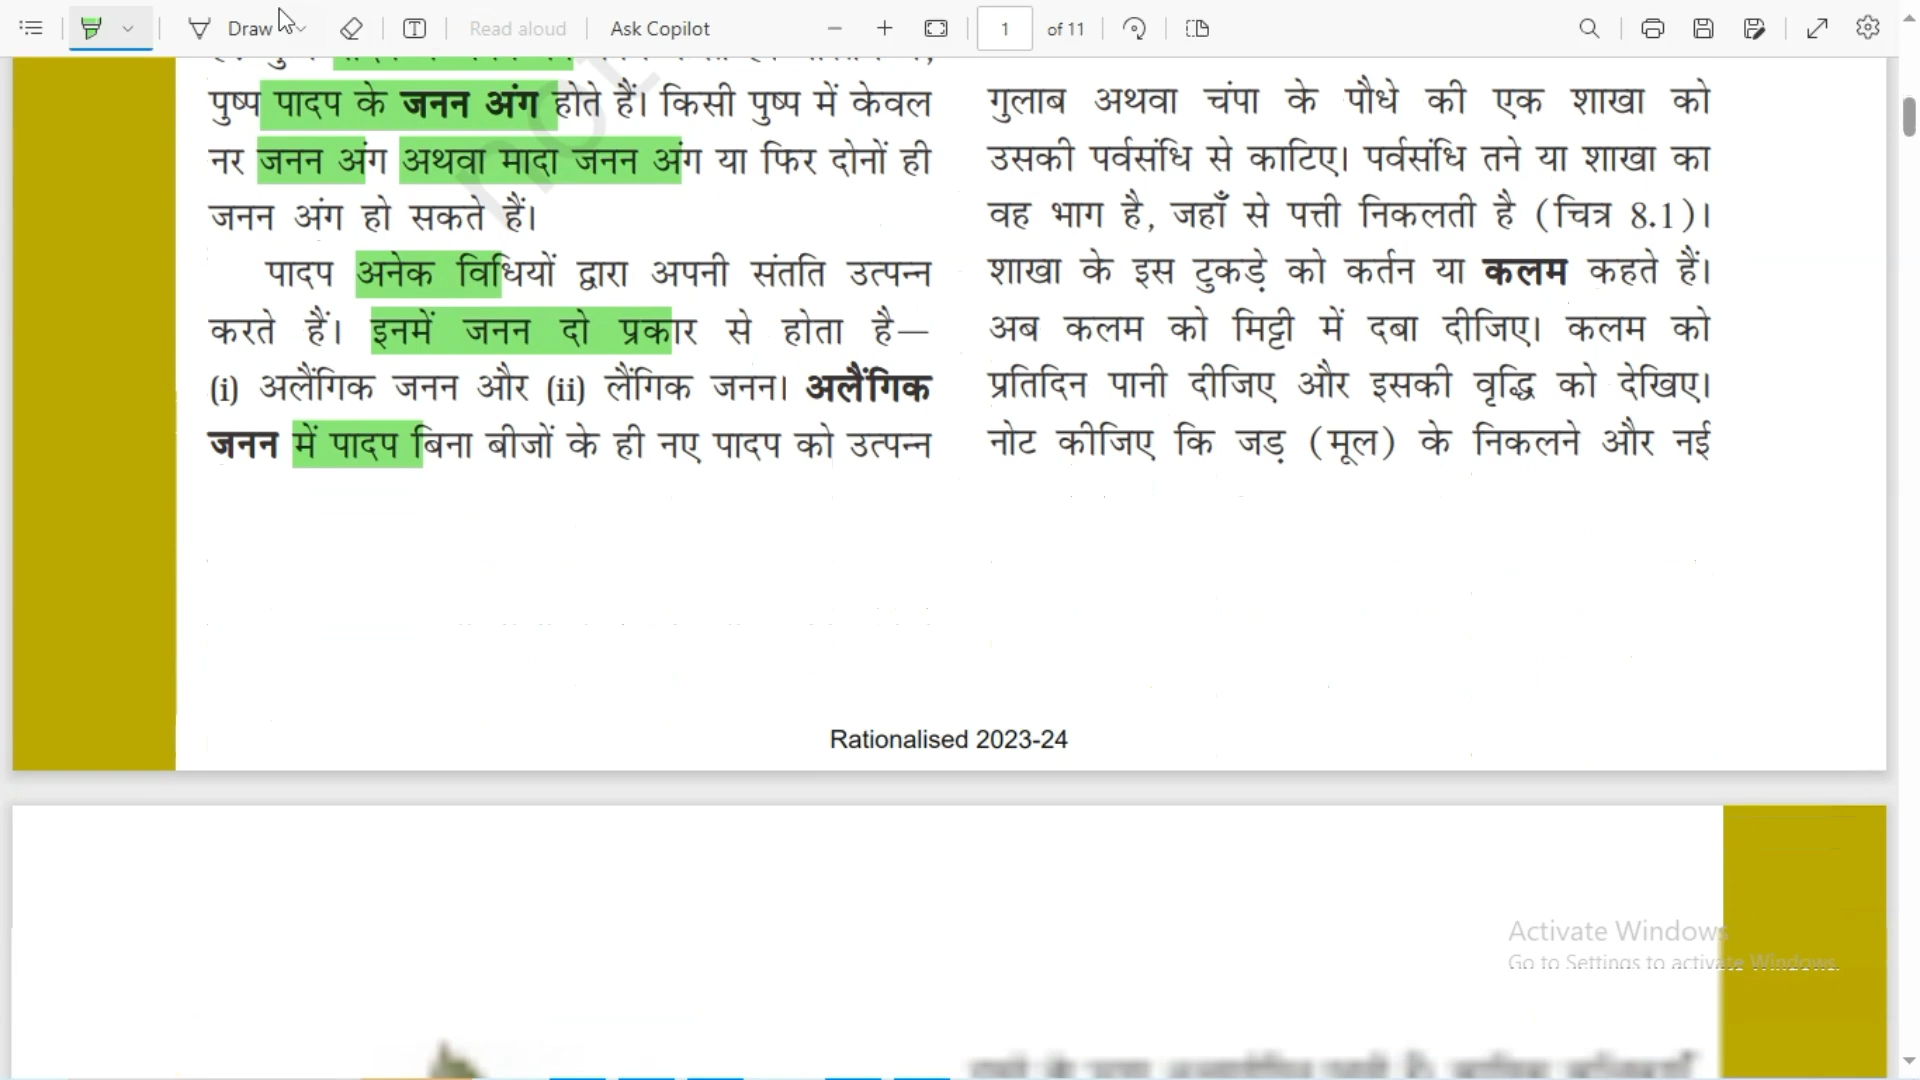 Draw
Read aloud
Ask Copilot
1
of 11
पुष्प पादप के जनन अंग होते हैं। किसी पुष्प में केवल
नर जनन अंग अथवा मादा जनन अंग या फिर दोनों ही
जनन अंग हो सकते हैं।
पादप अनेक विधियों द्वारा अपनी संतति उत्पन्न
करते हैं। इनमें जनन दो प्रकार से होता है—
(i) अलैंगिक जनन और (ii) लैंगिक जनन। अलैंगिक
जनन में पादप बिना बीजों के ही नए पादप को उत्पन्न
गुलाब अथवा चंपा के पौधे की एक शाखा को
उसकी पर्वसंधि से काटिए। पर्वसंधि तने या शाखा का
वह भाग है, जहाँ से पत्ती निकलती है (चित्र 8.1)।
शाखा के इस टुकड़े को कर्तन या कलम कहते हैं।
अब कलम को मिट्टी में दबा दीजिए। कलम को
प्रतिदिन पानी दीजिए और इसकी वृद्धि को देखिए।
नोट कीजिए कि जड़ (मूल) के निकलने और नई
not
Rationalised 2023-24
Activate Windows
Go to Settings to activate Windows.